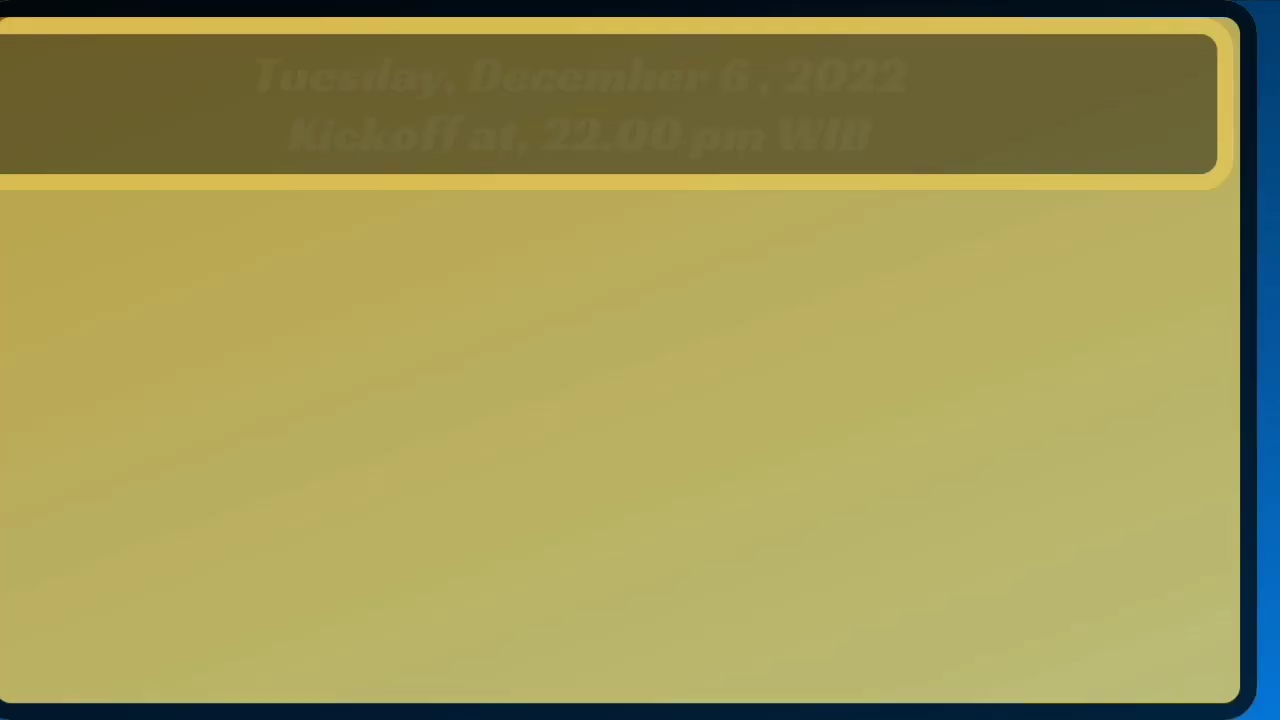 Tuesday, December 6 , 2022
Kickoff at, 22.00 pm WIB